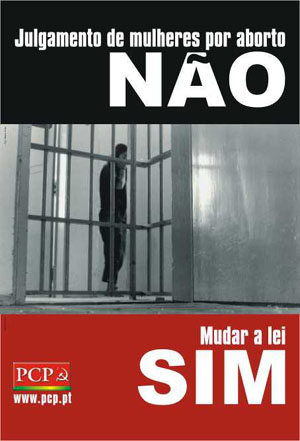 Julgamento de mulheres por aborto
NÃO
Mudar a lei
SIM
PCP
www.pcp.pt